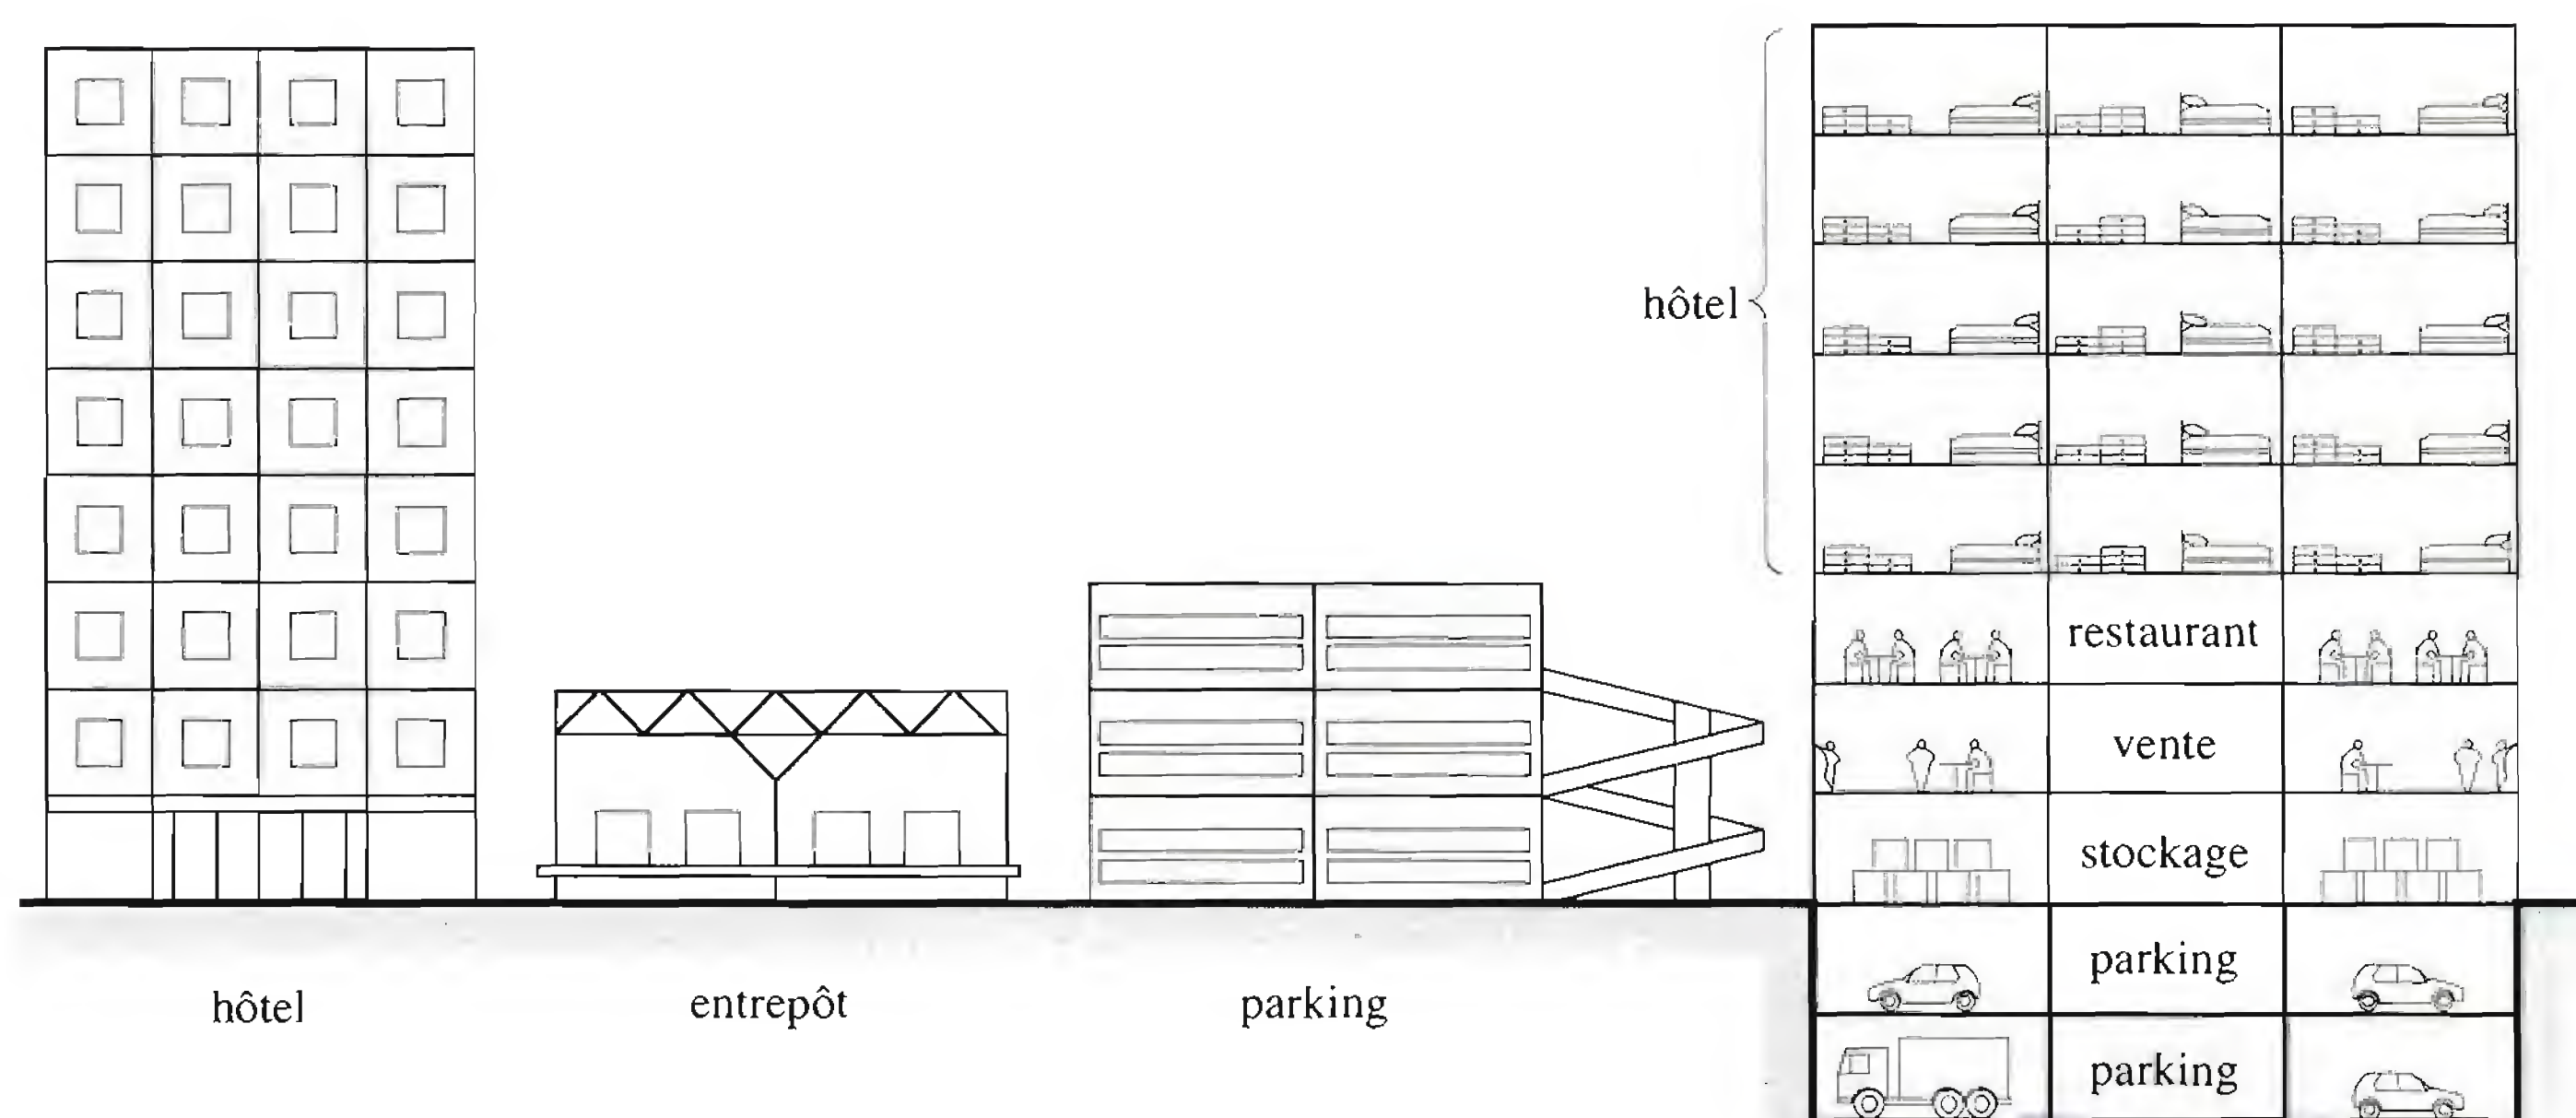 hôtel
restaurant
vente
stockage
parking
parking
hôtel
entrepôt
parking